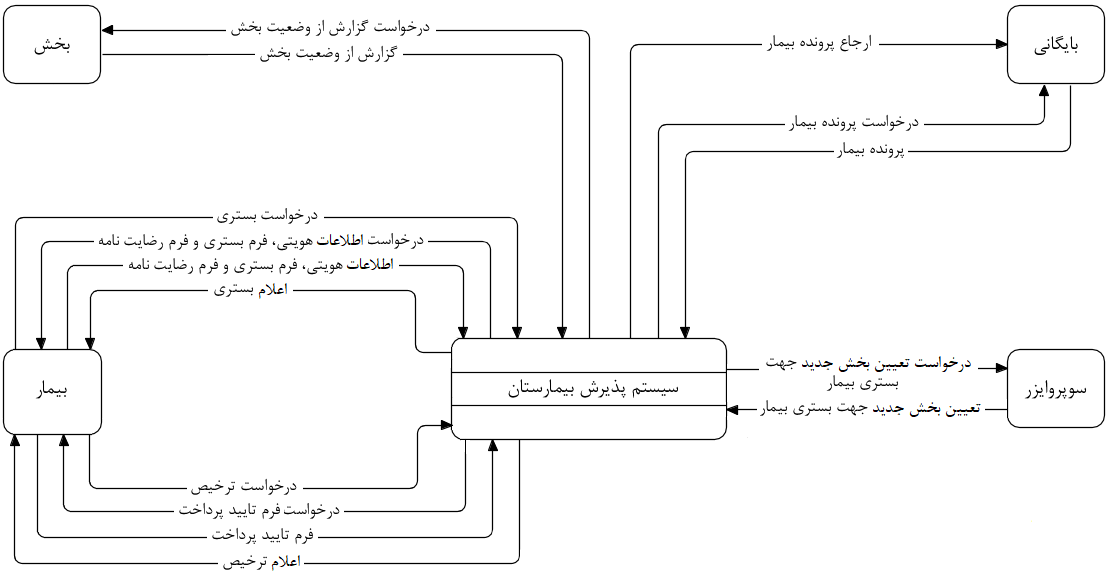 بخش
درخواست گزارش از وضعیت بخش
گزارش از وضعیت بخش
بایگانی
ارجاع پرونده بیمار
درخواست پرونده بیمار
پرونده بیمار
درخواست بستری
درخواست اطلاعات هویتی، فرم بستری و فرم رضایت نامه
اطلاعات هویتی، فرم بستری و فرم رضایت نامه
اعلام بستری
بیمار
سیستم پذیرش بیمارستان
درخواست تعیین بخش جدید جهت
بستری بیمار
تعیین بخش جدید جهت بستری بیمار
سوپروایزر
درخواست ترخیص
درخواست فرم تایید پرداخت
فرم تایید پرداخت
اعلام ترخیص